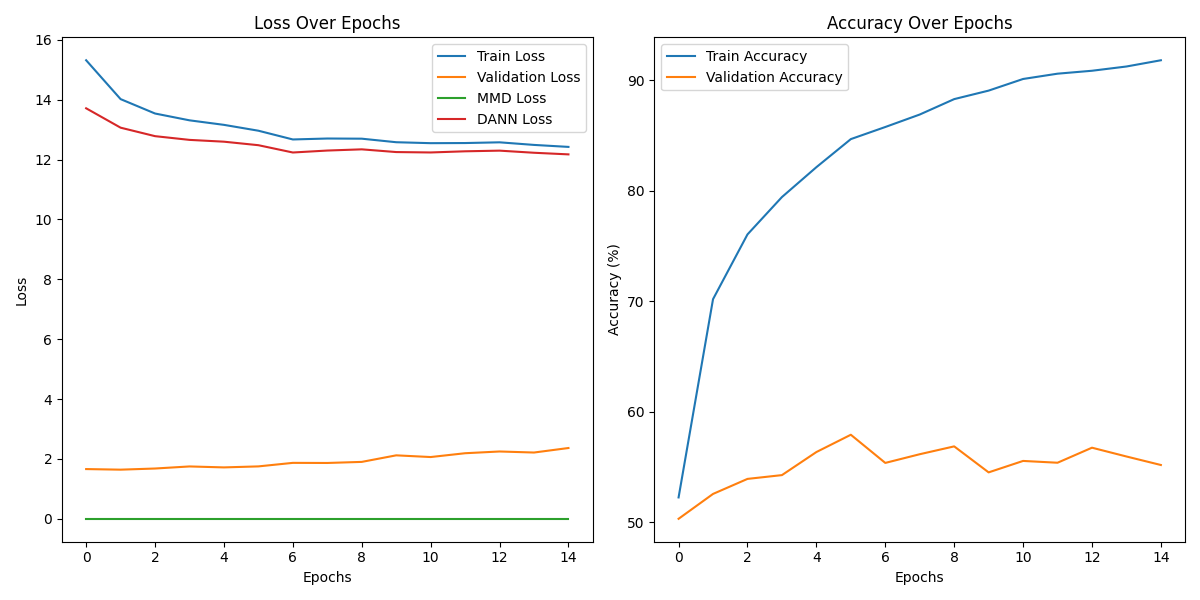 Loss Over Epochs
16
14
12
10
8
6
4
2
0
Loss
Train Loss
Validation Loss
MMD Loss
DANN Loss
0 2 4 6 8 10 12 14
Epochs
Accuracy Over Epochs
90
80
70
60
50
Accuracy (%)
Train Accuracy
Validation Accuracy
0 2 4 6 8 10 12 14
Epochs